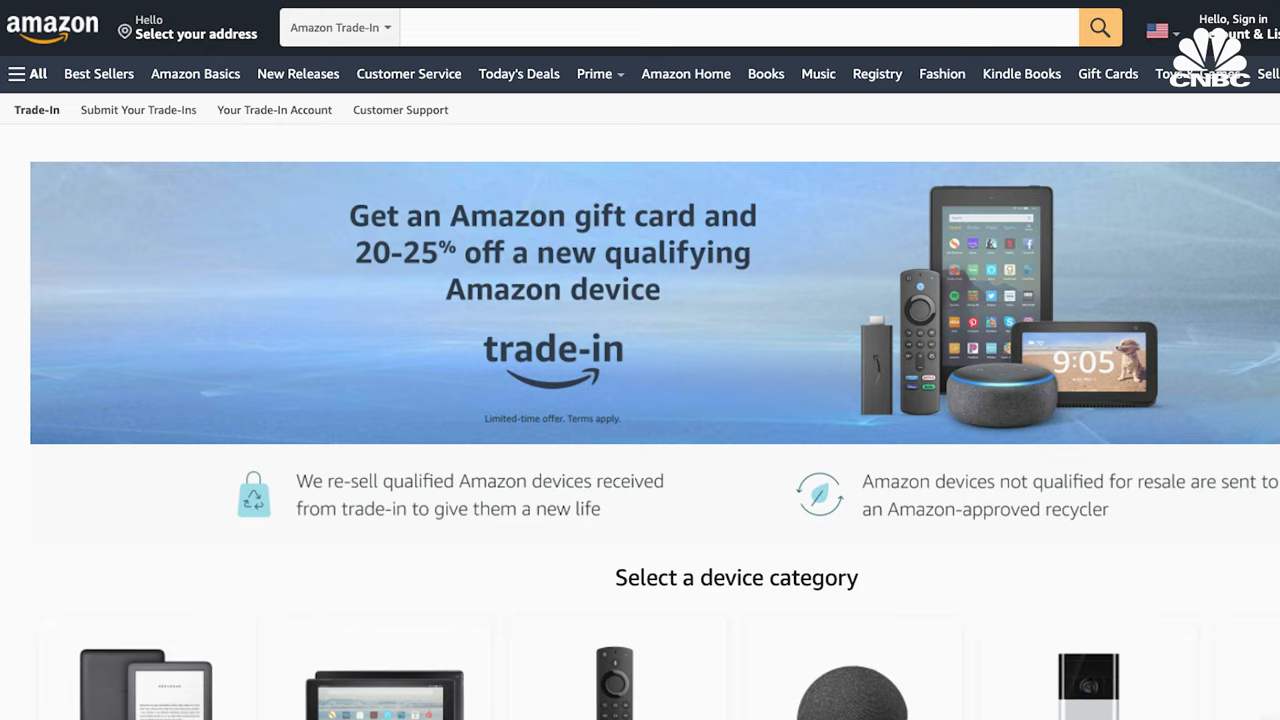 amazon
Hello
Select your address
Amazon Trade-In
Hello, Sign in
CNBC
All
Best Sellers
Amazon Basics
New Releases
Customer Service
Today's Deals
Prime
Amazon Home
Books
Music
Registry
Fashion
Kindle Books
Gift Cards
Trade-In
Submit Your Trade-Ins
Your Trade-In Account
Customer Support
Get an Amazon gift card and
20-25% off a new qualifying
Amazon device
trade-in
Limited-time offer. Terms apply.
9:05
We re-sell qualified Amazon devices received
from trade-in to give them a new life
Amazon devices not qualified for resale are sent to
an Amazon-approved recycler
Select a device category